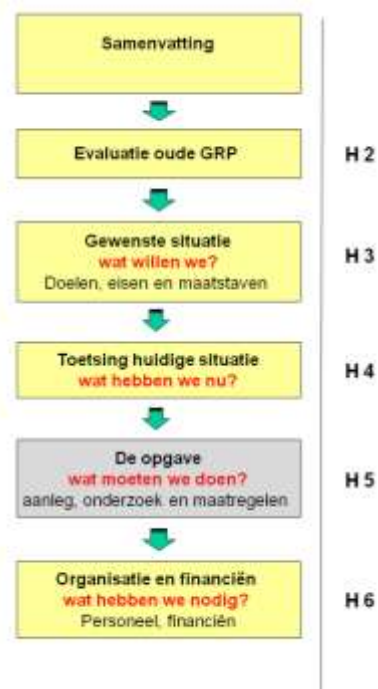 Samenvatting
Evaluatie oude GRP
H 2
Gewenste situatie
wat willen we?
Doelen, eisen en maatstaven
H 3
Toetsing huidige situatie
wat hebben we nu?
H 4
De opgave
wat moeten we doen?
aanleg, onderzoek en maatregelen
H 5
Organisatie en financiën
wat hebben we nodig?
Personeel, financiën
H 6